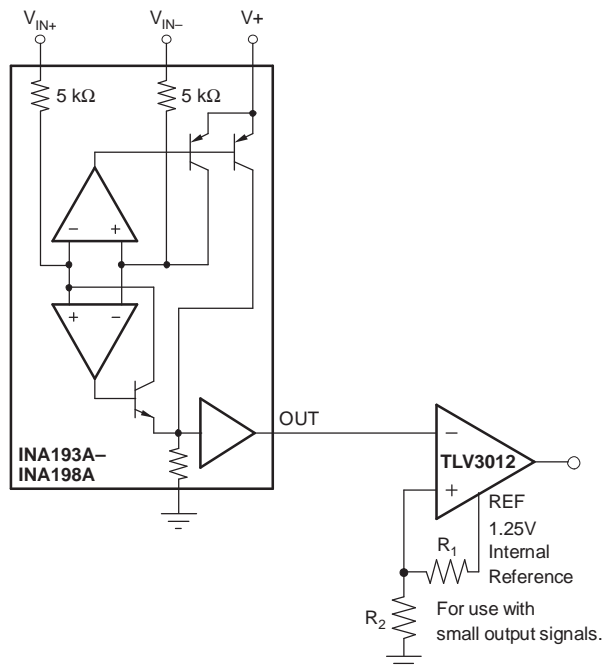 V_IN+
V_IN–
V+
5 kΩ
5 kΩ
–
+
+
–
INA193A–
INA198A
OUT
–
TLV3012
+
REF
1.25V
Internal
Reference
R_1
R_2
For use with
small output signals.